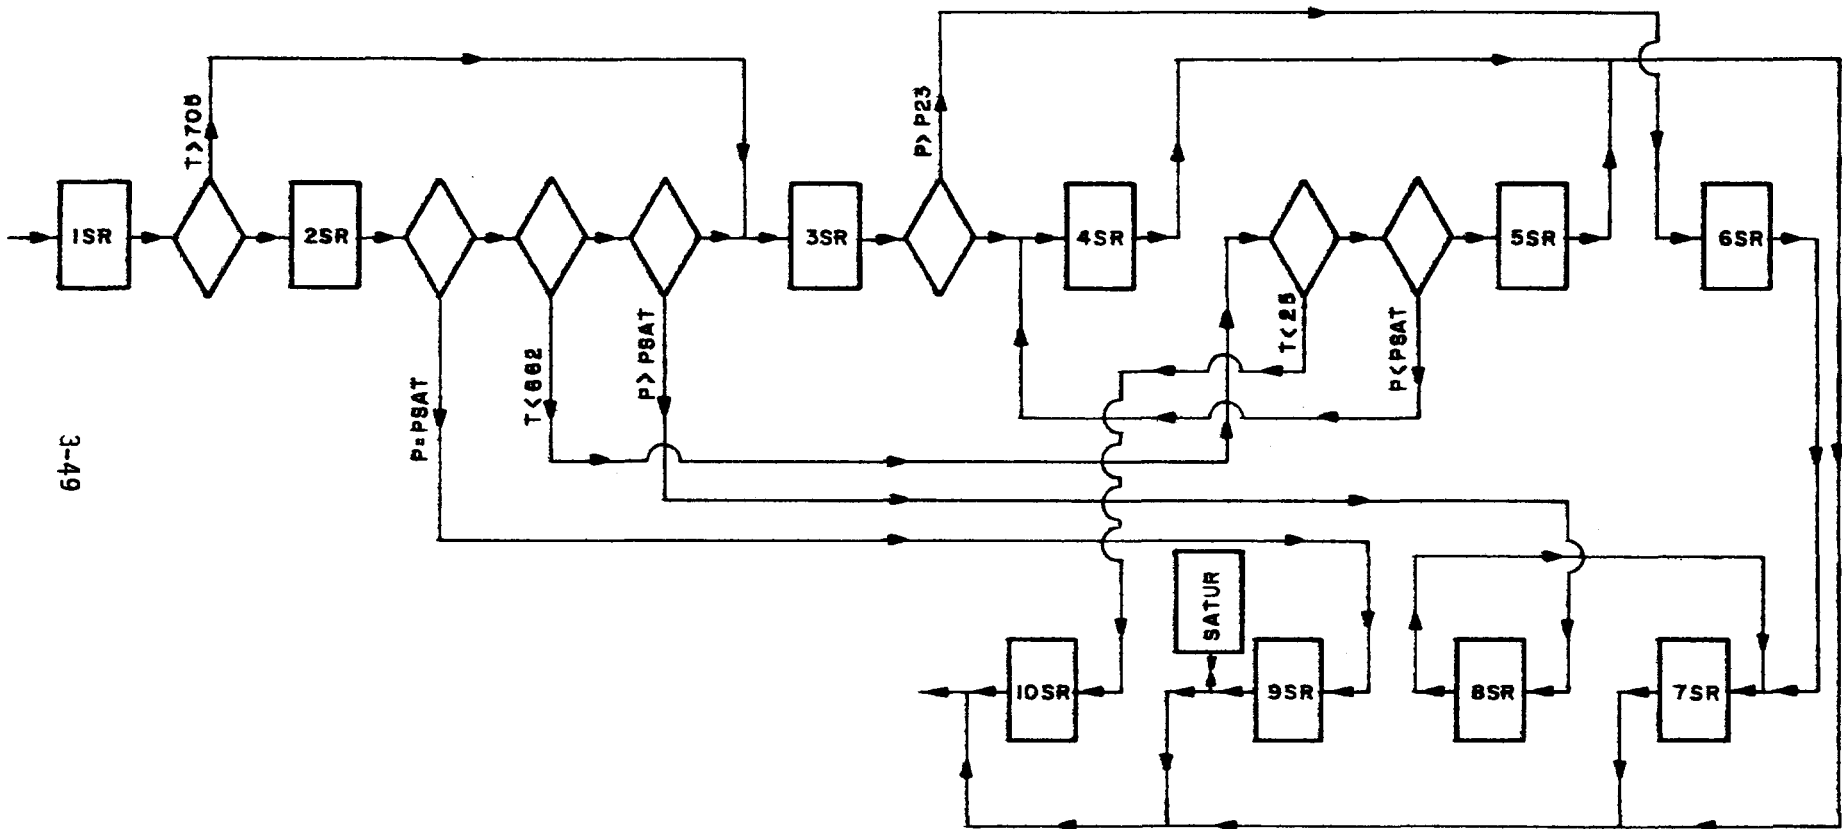 T>705
P>P23
1SR
2SR
3SR
4SR
5SR
6SR
P=PSAT
T<662
P>PSAT
T<25
P<PSAT
3-49
SATUR
10SR
9SR
8SR
7SR